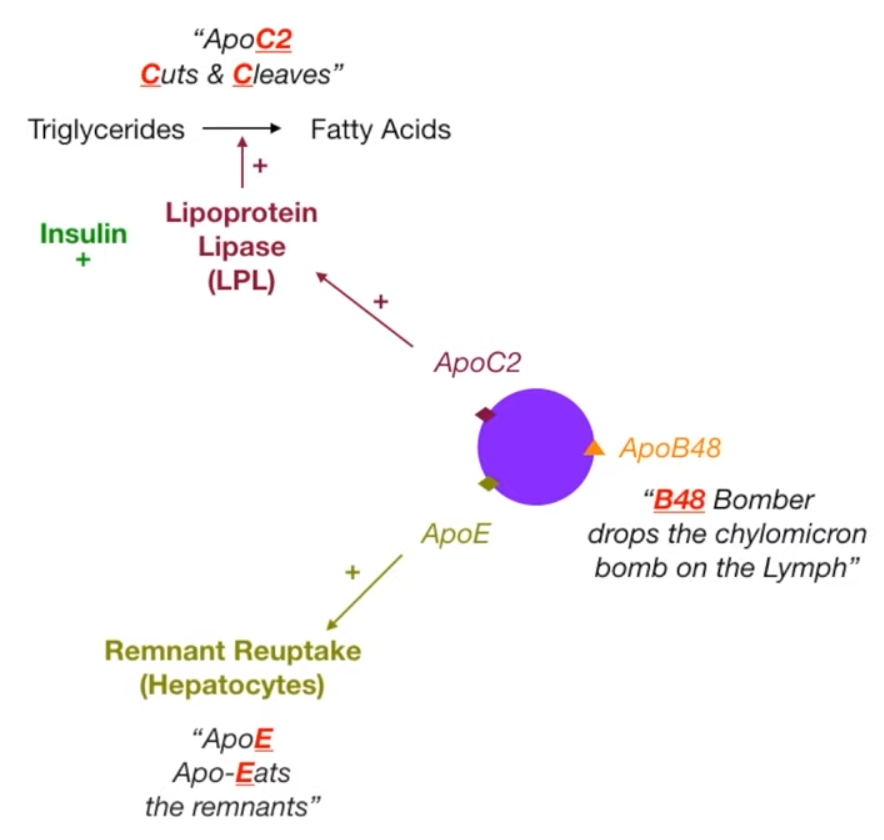 “ApoC2
Cuts & Cleaves”
Triglycerides Fatty Acids
+
Lipoprotein
Lipase
(LPL)
Insulin
+
+
ApoC2
ApoB48
“B48 Bomber
drops the chylomicron
bomb on the Lymph”
ApoE
+
Remnant Reuptake
(Hepatocytes)
“ApoE
Apo-Eats
the remnants”